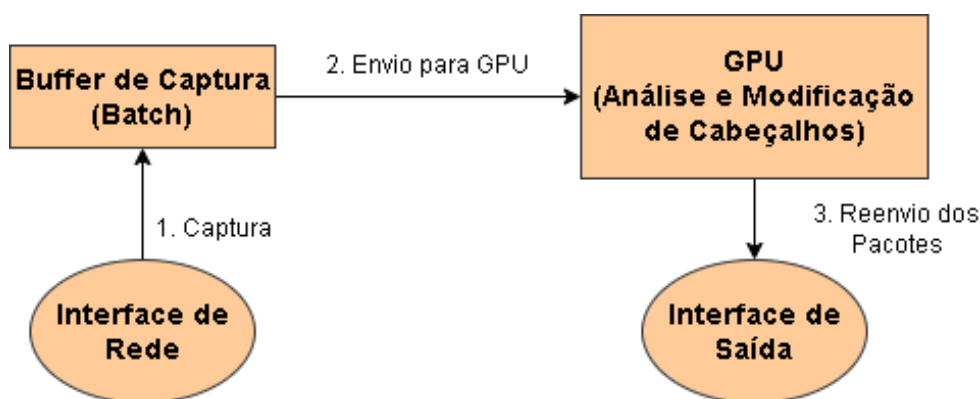 Buffer de Captura
(Batch)
2. Envio para GPU
GPU
(Análise e Modificação
de Cabeçalhos)
1. Captura
3. Reenvio dos
Pacotes
Interface de
Rede
Interface de
Saída